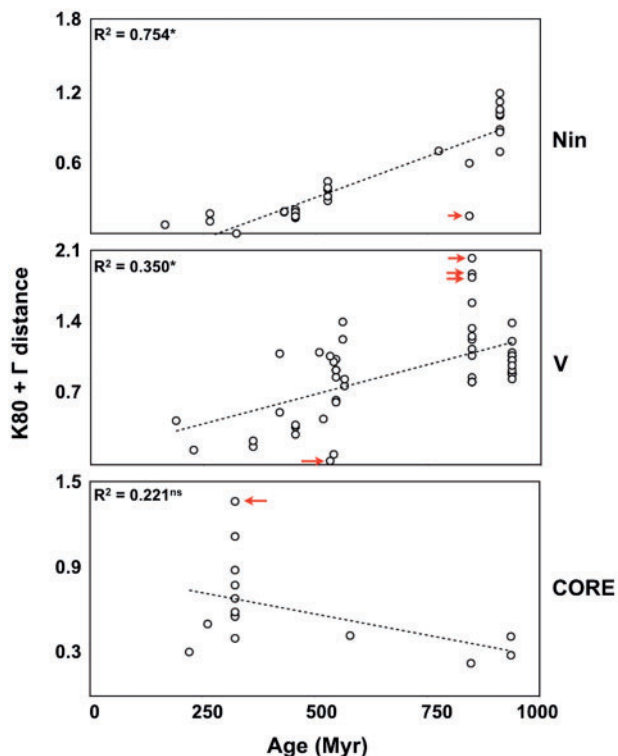 1.8
R² = 0.754*
1.2
0.6
Nin
2.1
R² = 0.350*
1.4
0.7
V
K80 + Γ distance
1.5
R² = 0.221ns
0.9
0.3
CORE
0 250 500 750 1000
Age (Myr)